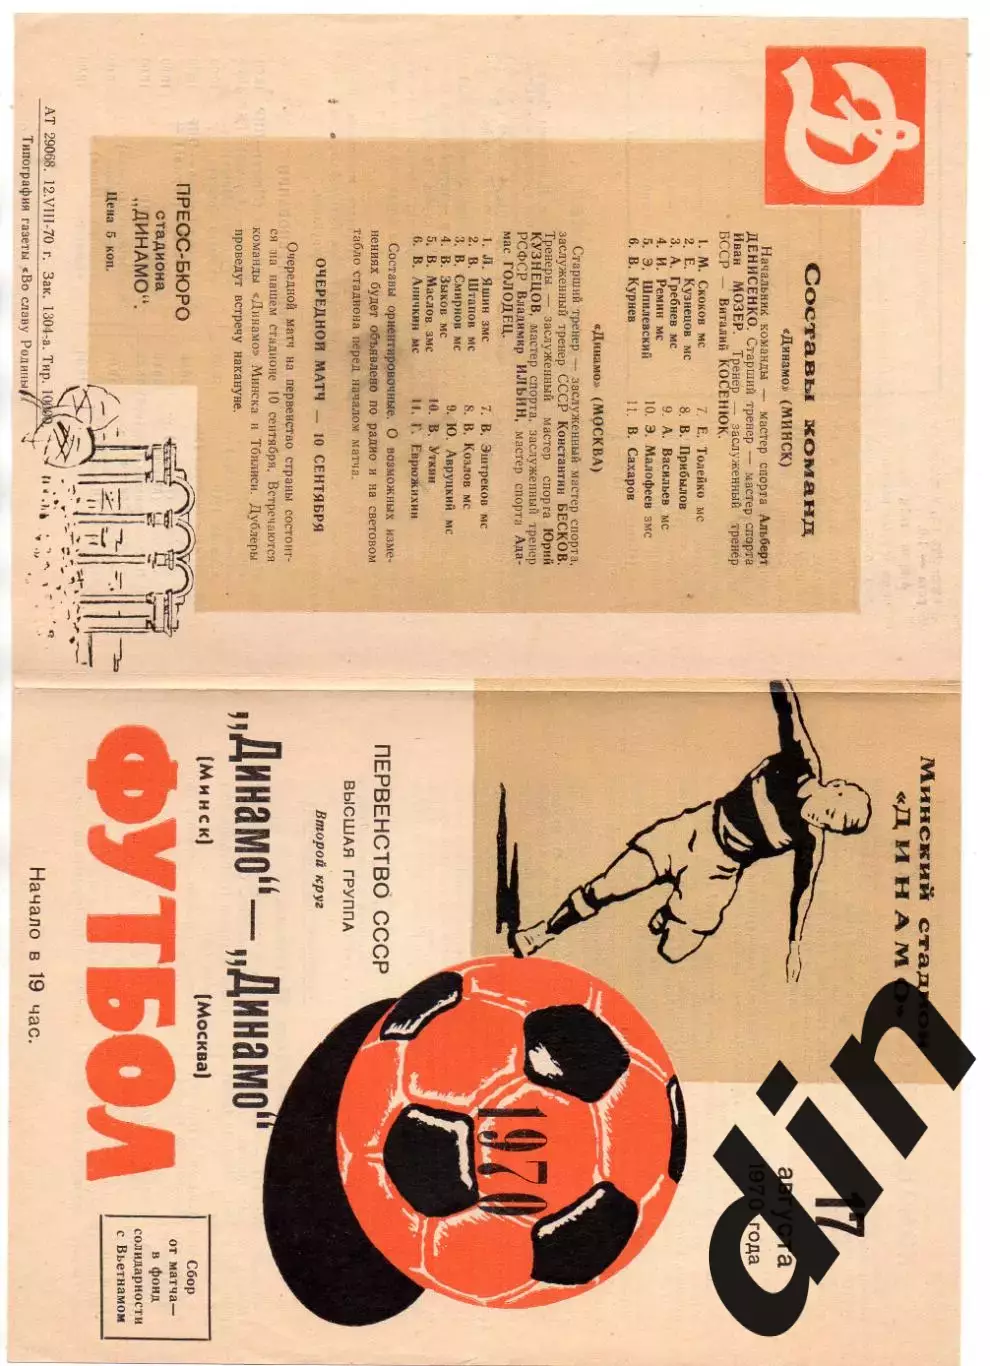 Составы команд
«Динамо» (МИНСК)
Начальник команды — мастер спорта Альберт
ДЕНИСЕНКО. Старший тренер — мастер спорта
Иван МОЗЕР. Тренер — заслуженный тренер
БССР — Виталий КОСЕНЮК.
1. М. Скоков мс
2. Е. Кузнецов мс
3. А. Гребнев мс
4. И. Ремин мс
5. Э. Шпилевский
6. В. Курнев
7. Е. Толейко мс
8. В. Прибылов
9. А. Васильев мс
10. Э. Малофеев змс
11. В. Сахаров
«Динамо» (МОСКВА)
Старший тренер — заслуженный мастер спорта,
заслуженный тренер СССР Константин БЕСКОВ.
Тренеры — заслуженный мастер спорта Юрий
КУЗНЕЦОВ, мастер спорта, заслуженный тренер
РСФСР Владимир ИЛЬИН, мастер спорта Ада-
мас ГОЛОДЕЦ.
1. Л. Яшин змс
2. В. Штапов мс
3. В. Смирнов мс
4. В. Зыков мс
5. В. Маслов змс
6. В. Аничкин мс
7. В. Эштреков мс
8. В. Козлов мс
9. Ю. Авруцкий мс
10. В. Уткин
11. Г. Еврюжихин
Составы ориентировочные. О возможных изме-
нениях будет объявлено по радио и на световом
табло стадиона перед началом матча.
ОЧЕРЕДНОЙ МАТЧ — 10 СЕНТЯБРЯ
Очередной матч на первенство страны состоит-
ся на нашем стадионе 10 сентября. Встречаются
команды «Динамо» Минска и Тбилиси. Дублеры
проведут встречу накануне.
ПРЕСС-БЮРО
стадиона
„ДИНАМО“.
Цена 5 коп.
АТ 29068. 12.VIII-70 г. Зак. 1304-а. Тир.
Типография газеты «Во славу Родины»
Минский стадион
«ДИНАМО»
17
августа
1970 года
1970
ПЕРВЕНСТВО СССР
ВЫСШАЯ ГРУППА
Второй круг
„Динамо“—„Динамо“
(Минск)
(Москва)
ФУТБОЛ
Начало в 19 час.
Сбор
от матча—
в фонд
солидарности
с Вьетнамом
din